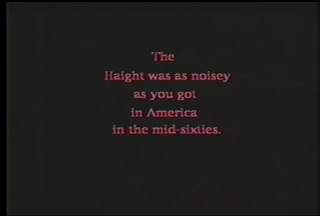 The
Haight was as noisey
as you got
in America
in the mid-sixties.